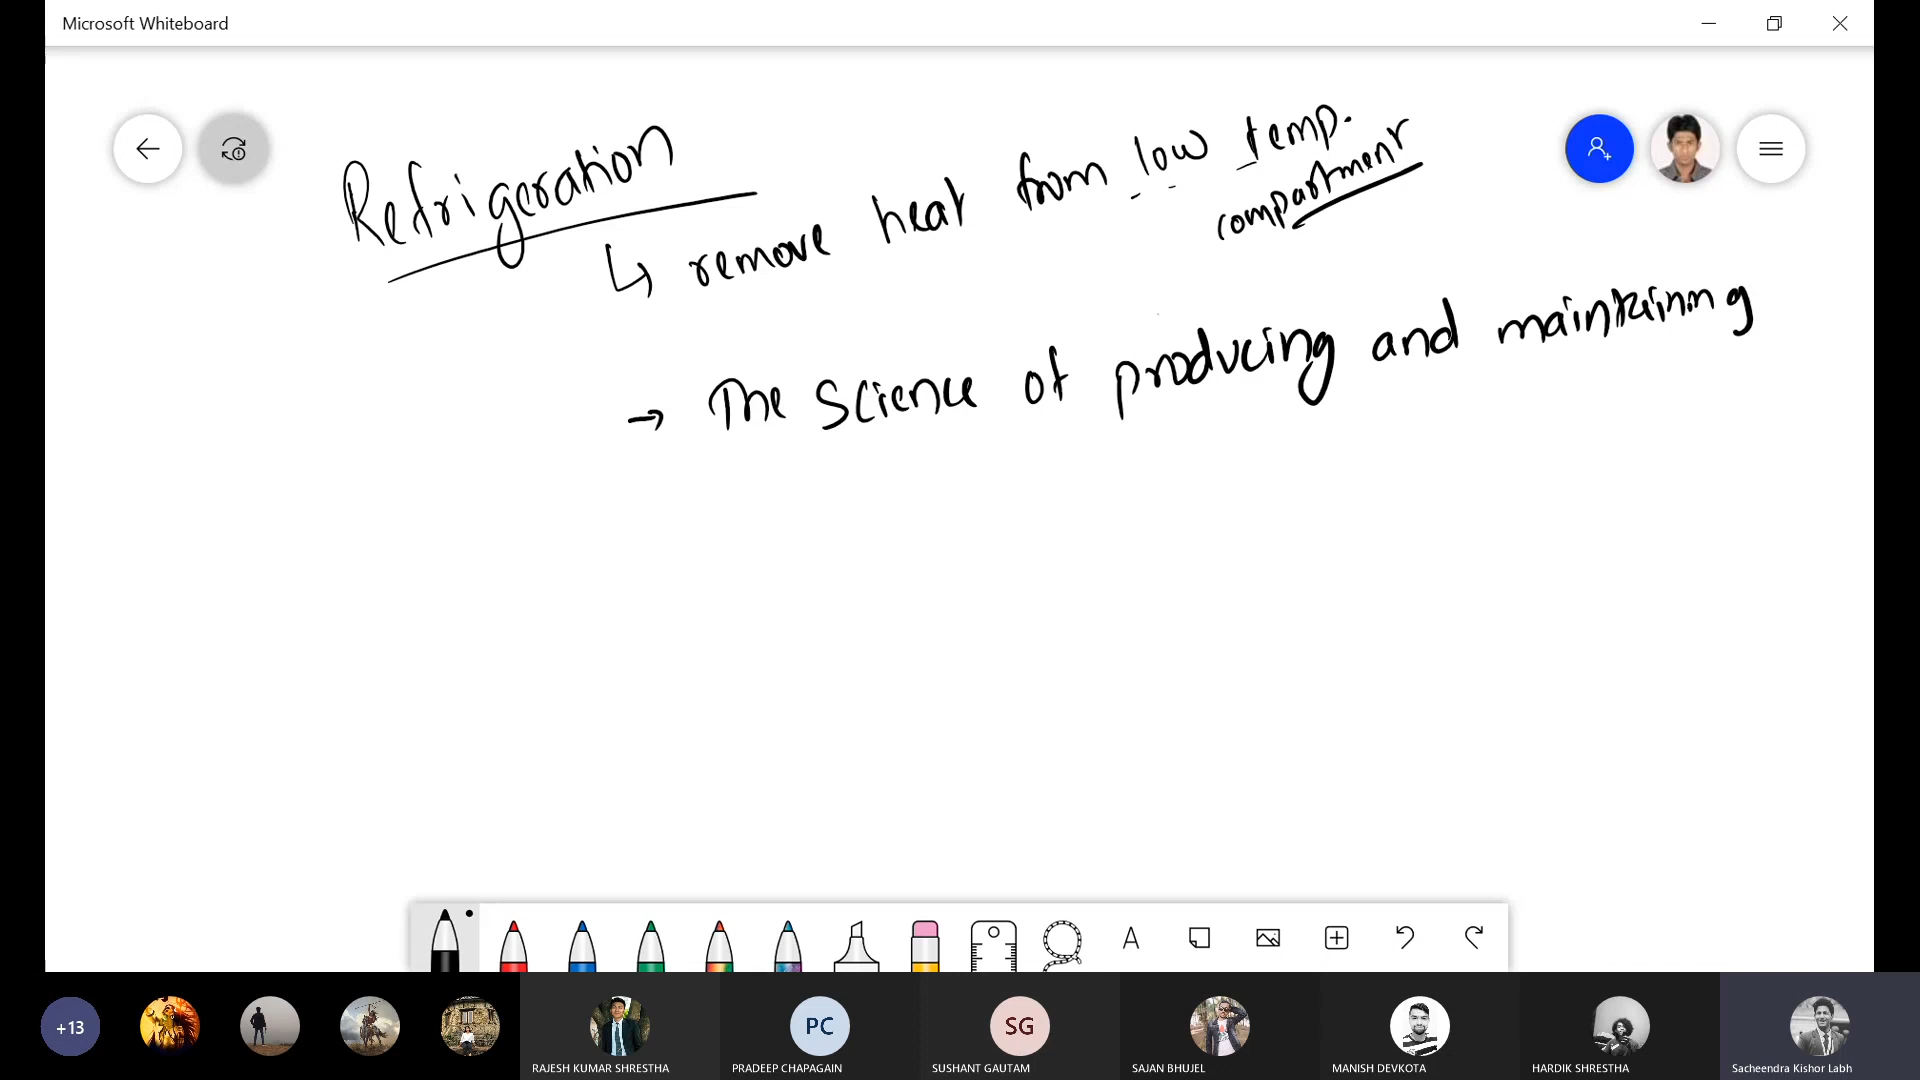 Microsoft Whiteboard
Refrigeration
↳ remove heat from low temp.
compartment
→ The science of producing and maintaining
A
+13
PC
SG
RAJESH KUMAR SHRESTHA
PRADEEP CHAPAGAIN
SUSHANT GAUTAM
SAJAN BHUJEL
MANISH DEVKOTA
HARDIK SHRESTHA
Sacheendra Kishor Labh